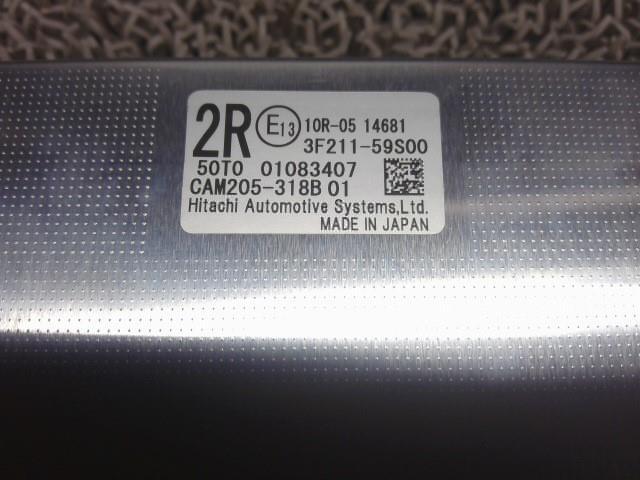 2R E13 10R-05 14681
3F211-59S00
50T0 01083407
CAM205-318B 01
Hitachi Automotive Systems,Ltd.
MADE IN JAPAN